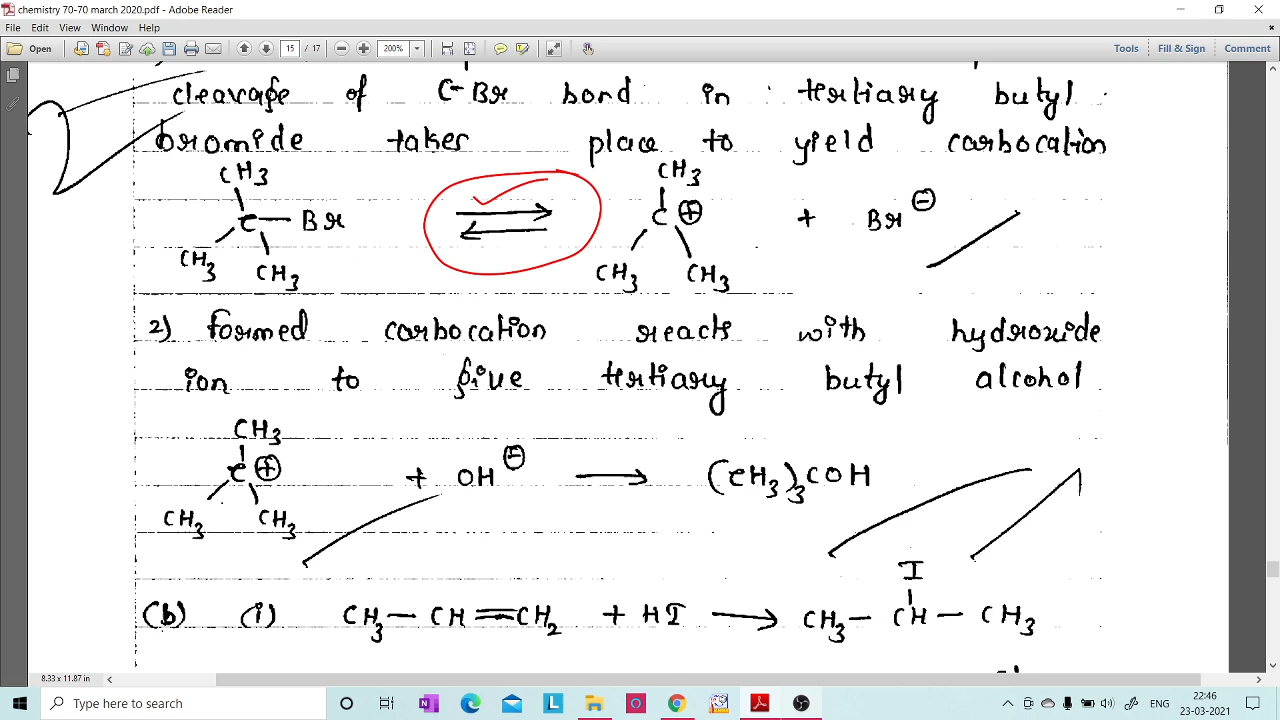 chemistry 70-70 march 2020.pdf - Adobe Reader
File Edit View Window Help
Open 15 / 17 200% Tools Fill & Sign Comment
cleavage of C-Br bond in tertiary butyl
bromide takes place to yield carbocation
CH3 CH3
C — Br ⇌ C ⊕ + Br ⊖
CH3 CH3 CH3 CH3
2) formed carbocation reacts with hydroxide
ion to give tertiary butyl alcohol
CH3
C ⊕ + OH ⊖ ⟶ (CH3)3COH
CH3 CH3
I
(b) (i) CH3 — CH = CH2 + HI ⟶ CH3 — CH — CH3
8.33 x 11.87 in
Type here to search
ENG 22:46
23-03-2021